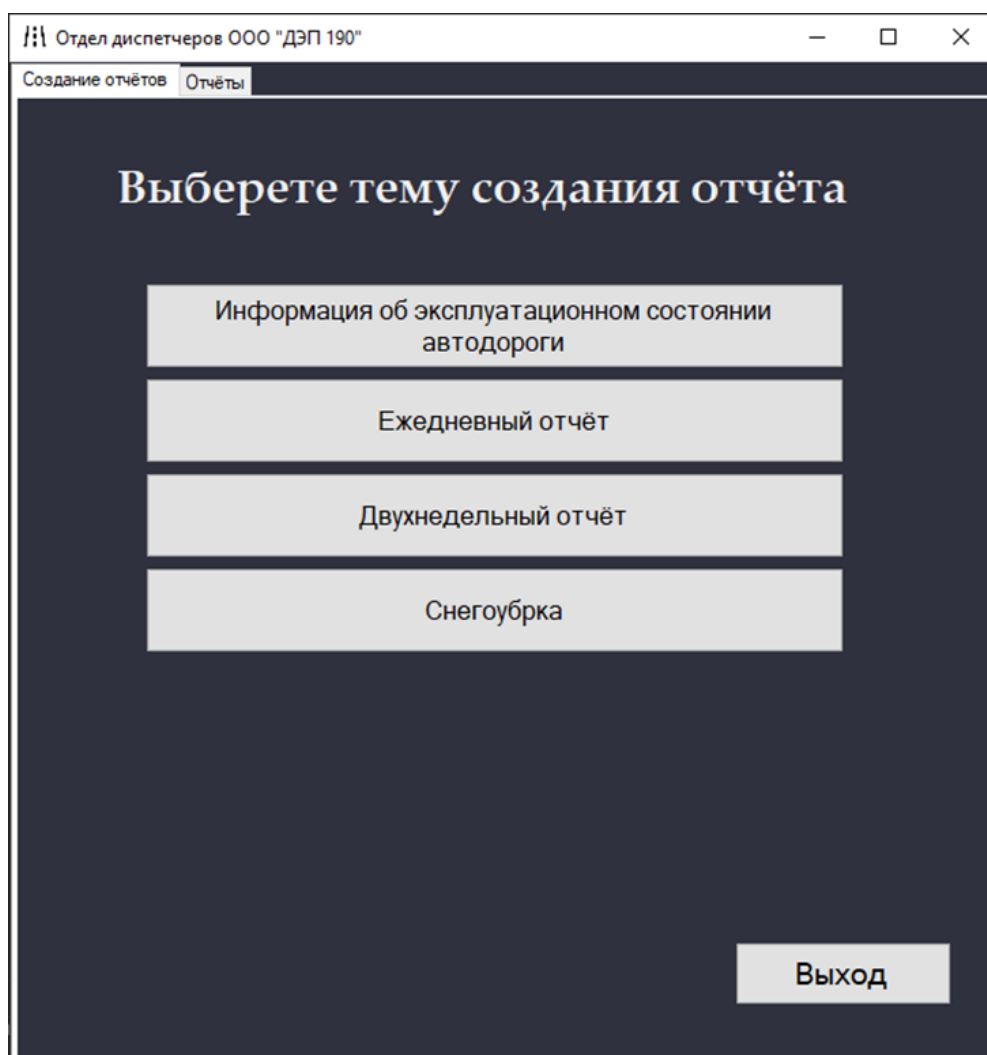 Отдел диспетчеров ООО "ДЭП 190"
Создание отчётов Отчёты
Выберете тему создания отчёта
Информация об эксплуатационном состоянии
автодороги
Ежедневный отчёт
Двухнедельный отчёт
Снегоубрка
Выход